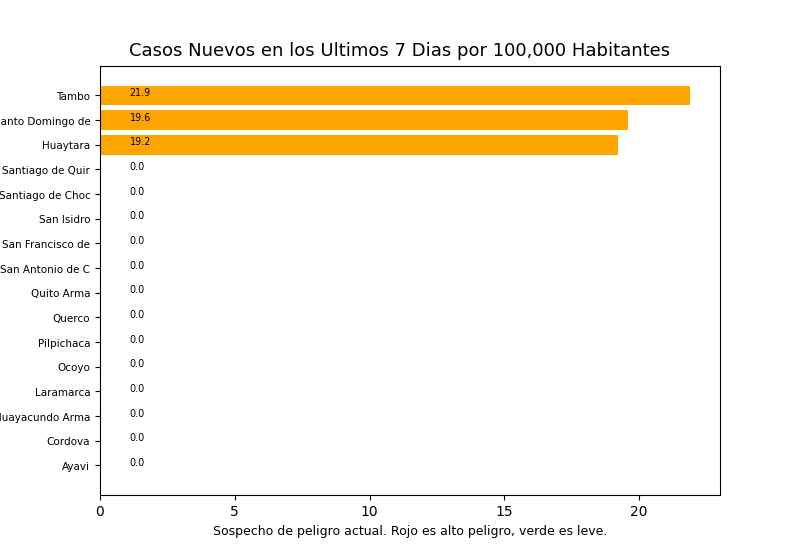 Casos Nuevos en los Ultimos 7 Dias por 100,000 Habitantes
Tambo 21.9
Domingo de 19.6
Huaytara 19.2
Santiago de Quir 0.0
Santiago de Choc 0.0
San Isidro 0.0
San Francisco de 0.0
San Antonio de C 0.0
Quito Arma 0.0
Querco 0.0
Pilpichaca 0.0
Ocoyo 0.0
Laramarca 0.0
Arma 0.0
Cordova 0.0
Ayavi 0.0
0 5 10 15 20
Sospecho de peligro actual. Rojo es alto peligro, verde es leve.